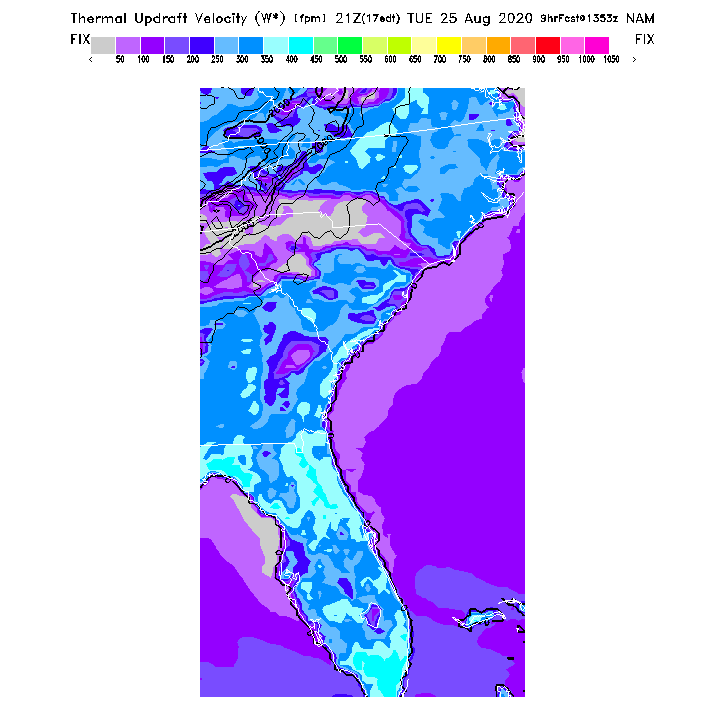 Thermal Updraft Velocity (W*) [fpm] 21Z(17edt) TUE 25 Aug 2020 9hrFcst@1353z NAM
FIX FIX
< 50 100 150 200 250 300 350 400 450 500 550 600 650 700 750 800 850 900 950 1000 1050 >